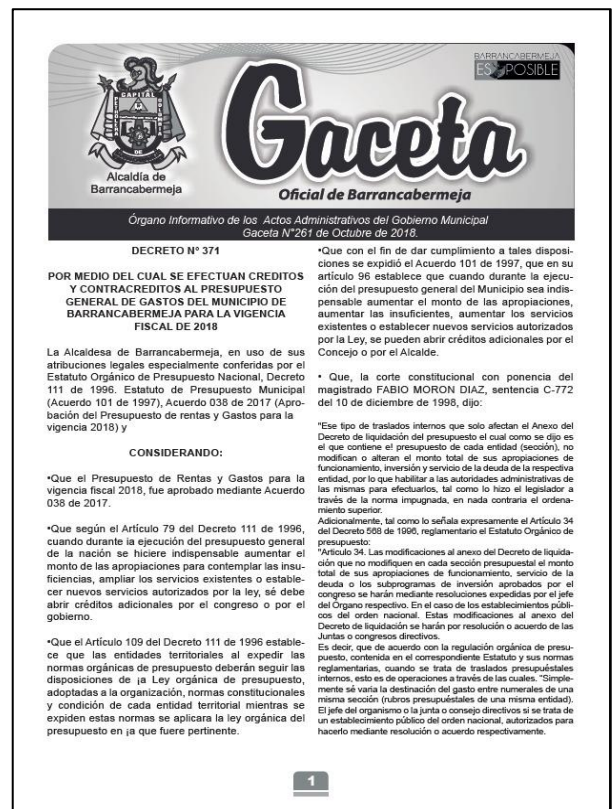 BARRANCABERMEJA
ES POSIBLE
CAPITAL
Alcaldía de
Barrancabermeja
Gaceta
Oficial de Barrancabermeja
Órgano Informativo de los Actos Administrativos del Gobierno Municipal
Gaceta N°261 de Octubre de 2018.
DECRETO Nº 371
POR MEDIO DEL CUAL SE EFECTUAN CREDITOS
Y CONTRACREDITOS AL PRESUPUESTO
GENERAL DE GASTOS DEL MUNICIPIO DE
BARRANCABERMEJA PARA LA VIGENCIA
FISCAL DE 2018
La Alcaldesa de Barrancabermeja, en uso de sus
atribuciones legales especialmente conferidas por el
Estatuto Orgánico de Presupuesto Nacional, Decreto
111 de 1996. Estatuto de Presupuesto Municipal
(Acuerdo 101 de 1997), Acuerdo 038 de 2017 (Apro-
bación del Presupuesto de rentas y Gastos para la
vigencia 2018) y
CONSIDERANDO:
•Que el Presupuesto de Rentas y Gastos para la
vigencia fiscal 2018, fue aprobado mediante Acuerdo
038 de 2017.
•Que según el Artículo 79 del Decreto 111 de 1996,
cuando durante ia ejecución del presupuesto general
de la nación se hiciere indispensable aumentar el
monto de las apropiaciones para contemplar las insu-
ficiencias, ampliar los servicios existentes o estable-
cer nuevos servicios autorizados por la ley, sé debe
abrir créditos adicionales por el congreso o por el
gobierno.
•Que el Artículo 109 del Decreto 111 de 1996 estable-
ce que las entidades territoriales al expedir las
normas orgánicas de presupuesto deberán seguir las
disposiciones de ¡a Ley orgánica de presupuesto,
adoptadas a la organización, normas constitucionales
y condición de cada entidad territorial mientras se
expiden estas normas se aplicara la ley orgánica del
presupuesto en ¡a que fuere pertinente.
•Que con el fin de dar cumplimiento a tales disposi-
ciones se expidió el Acuerdo 101 de 1997, que en su
artículo 96 establece que cuando durante la ejecu-
ción del presupuesto general del Municipio sea indis-
pensable aumentar el monto de las apropiaciones,
aumentar las insuficientes, aumentar los servicios
existentes o establecer nuevos servicios autorizados
por la Ley, se pueden abrir créditos adicionales por el
Concejo o por el Alcalde.
• Que, la corte constitucional con ponencia del
magistrado FABIO MORON DIAZ, sentencia C-772
del 10 de diciembre de 1998, dijo:
"Ese tipo de traslados internos que solo afectan el Anexo del
Decreto de liquidación del presupuesto el cual como se dijo es
el que contiene e! presupuesto de cada entidad (sección), no
modifican o alteran el monto total de sus apropiaciones de
funcionamiento, inversión y servicio de la deuda de la respectiva
entidad, por lo que habilitar a las autoridades administrativas de
las mismas para efectuarlos, tal como lo hizo el legislador a
través de la norma impugnada, en nada contraria el ordena-
miento superior.
Adicionalmente, tal como lo señala expresamente el Artículo 34
del Decreto 568 de 1996, reglamentario el Estatuto Orgánico de
presupuesto:
"Articulo 34. Las modificaciones al anexo del Decreto de liquida-
ción que no modifiquen en cada sección presupuestal el monto
total de sus apropiaciones de funcionamiento, servicio de la
deuda o los subprogramas de inversión aprobados por el
congreso se harán mediante resoluciones expedidas por el jefe
del Órgano respectivo. En el caso de los establecimientos públi-
cos del orden nacional. Estas modificaciones al anexo del
Decreto de liquidación se harán por resolución o acuerdo de las
Juntas o congresos directivos.
Es decir, que de acuerdo con la regulación orgánica de presu-
puesto, contenida en el correspondiente Estatuto y sus normas
reglamentarias, cuando se trata de traslados presupuéstales
internos, esto es de operaciones a través de las cuales. "Simple-
mente sé varia la destinación del gasto entre numerales de una
misma sección (rubros presupuéstales de una misma entidad).
El jefe del organismo o la junta o consejo directivos si se trata de
un establecimiento público del orden nacional, autorizados para
hacerlo mediante resolución o acuerdo respectivamente.
1